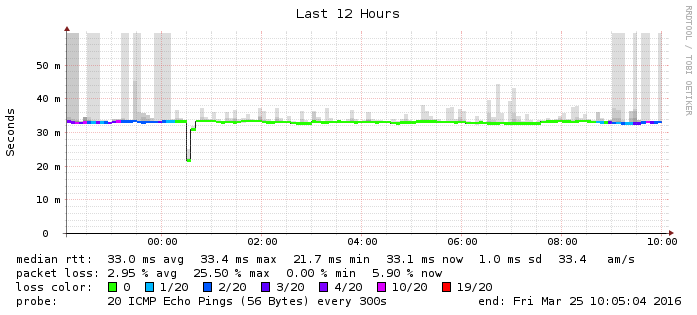 Last 12 Hours
RRDTOOL / TOBI OETIKER
Seconds
50 m
40 m
30 m
20 m
10 m
0
00:00 02:00 04:00 06:00 08:00 10:00
median rtt: 33.0 ms avg 33.4 ms max 21.7 ms min 33.1 ms now 1.0 ms sd 33.4 am/s
packet loss: 2.95 % avg 25.50 % max 0.00 % min 5.90 % now
loss color: 0 1/20 2/20 3/20 4/20 10/20 19/20
probe: 20 ICMP Echo Pings (56 Bytes) every 300s end: Fri Mar 25 10:05:04 2016